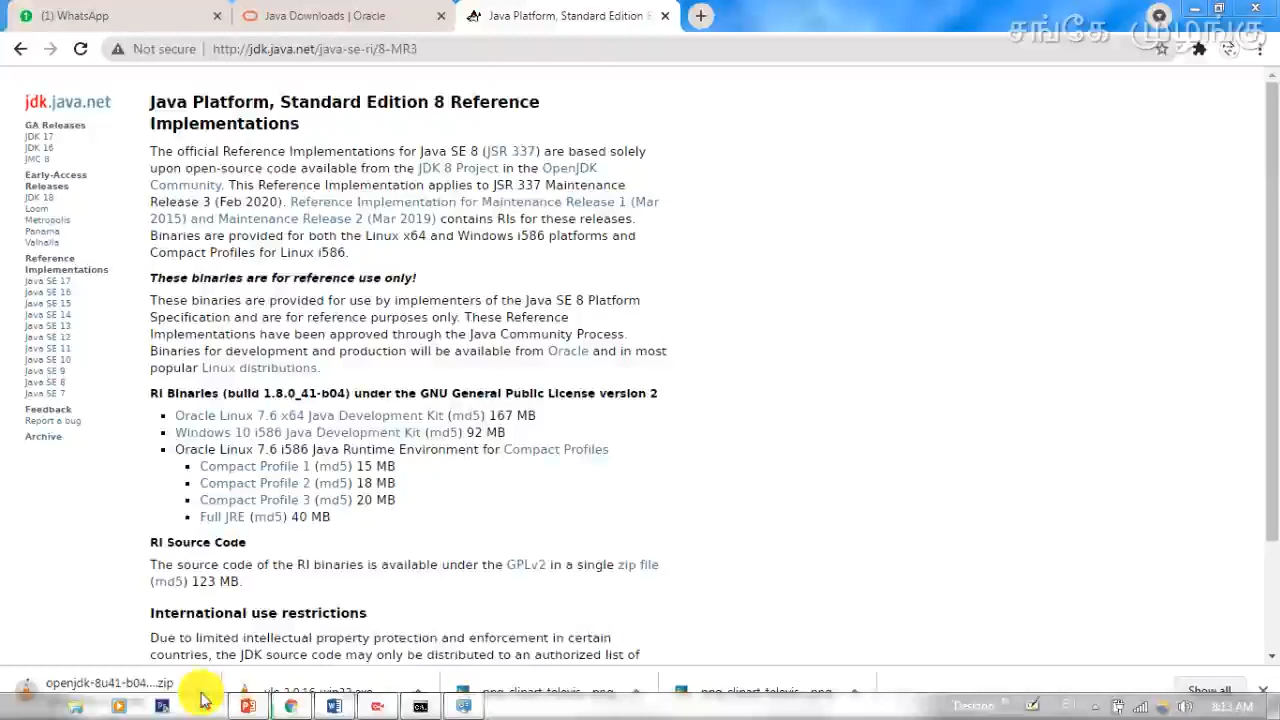 (1) WhatsApp
Java Downloads | Oracle
Java Platform, Standard Edition 8
சங்கே முழங்கு
Not secure
http://jdk.java.net/java-se-ri/8-MR3
jdk.java.net
GA Releases
JDK 17
JDK 16
JMC 8
Early-Access
Releases
JDK 18
Loom
Metropolis
Panama
Valhalla
Reference
Implementations
Java SE 17
Java SE 16
Java SE 15
Java SE 14
Java SE 13
Java SE 12
Java SE 11
Java SE 10
Java SE 9
Java SE 8
Java SE 7
Feedback
Report a bug
Archive
Java Platform, Standard Edition 8 Reference
Implementations
The official Reference Implementations for Java SE 8 (JSR 337) are based solely
upon open-source code available from the JDK 8 Project in the OpenJDK
Community. This Reference Implementation applies to JSR 337 Maintenance
Release 3 (Feb 2020). Reference Implementation for Maintenance Release 1 (Mar
2015) and Maintenance Release 2 (Mar 2019) contains RIs for these releases.
Binaries are provided for both the Linux x64 and Windows i586 platforms and
Compact Profiles for Linux i586.
These binaries are for reference use only!
These binaries are provided for use by implementers of the Java SE 8 Platform
Specification and are for reference purposes only. These Reference
Implementations have been approved through the Java Community Process.
Binaries for development and production will be available from Oracle and in most
popular Linux distributions.
RI Binaries (build 1.8.0_41-b04) under the GNU General Public License version 2
Oracle Linux 7.6 x64 Java Development Kit (md5) 167 MB
Windows 10 i586 Java Development Kit (md5) 92 MB
Oracle Linux 7.6 i586 Java Runtime Environment for Compact Profiles
Compact Profile 1 (md5) 15 MB
Compact Profile 2 (md5) 18 MB
Compact Profile 3 (md5) 20 MB
Full JRE (md5) 40 MB
RI Source Code
The source code of the RI binaries is available under the GPLv2 in a single zip file
(md5) 123 MB.
International use restrictions
Due to limited intellectual property protection and enforcement in certain
countries, the JDK source code may only be distributed to an authorized list of
openjdk-8u41-b04...zip
Show all
Desktop
8:13 AM